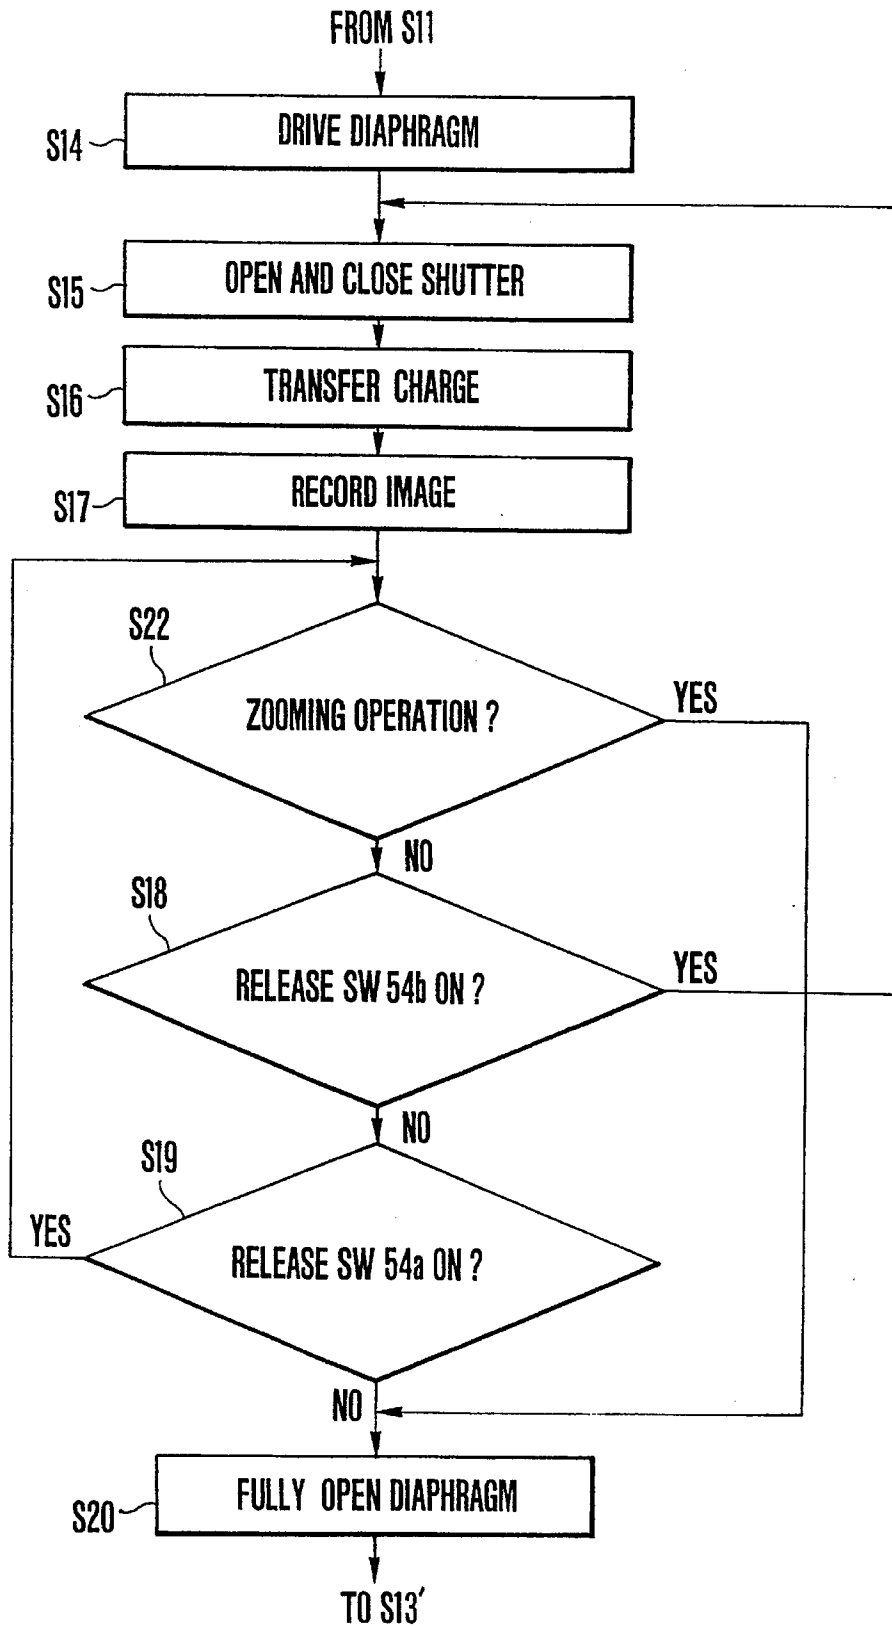 FROM S11
S14
DRIVE DIAPHRAGM
S15
OPEN AND CLOSE SHUTTER
S16
TRANSFER CHARGE
S17
RECORD IMAGE
S22
ZOOMING OPERATION ?
YES
NO
S18
RELEASE SW 54b ON ?
YES
NO
S19
YES
RELEASE SW 54a ON ?
NO
S20
FULLY OPEN DIAPHRAGM
TO S13′